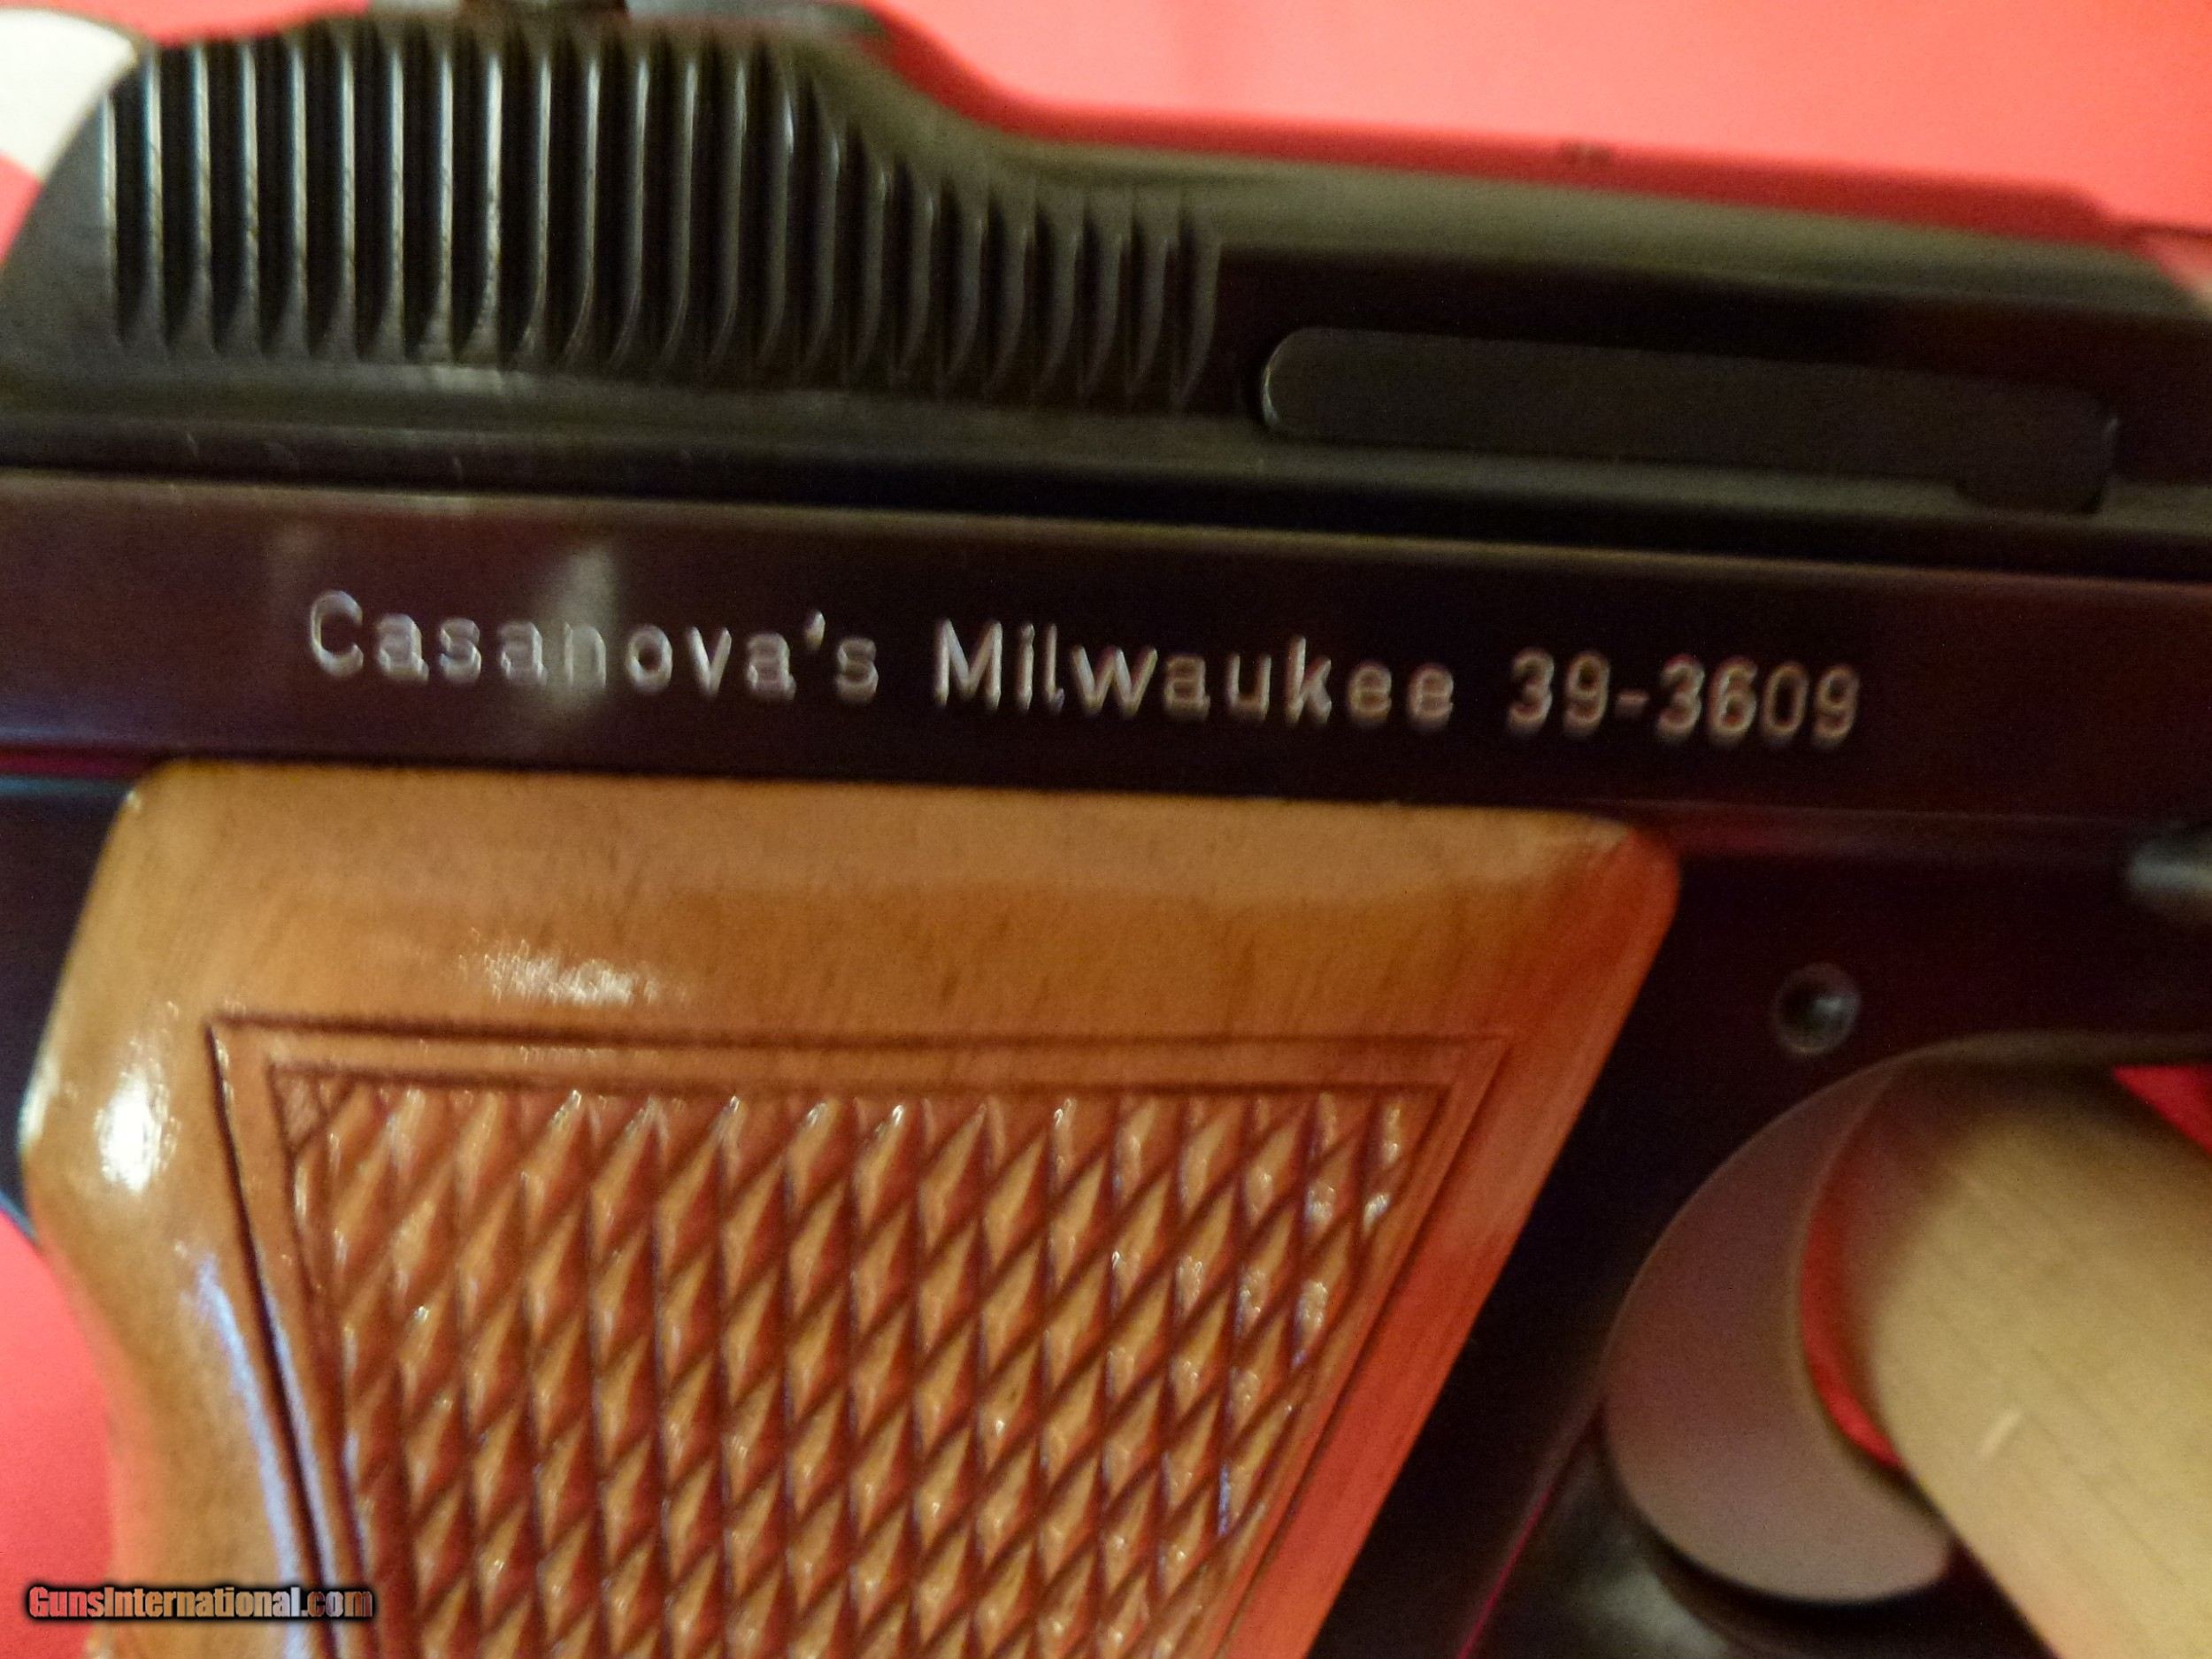 Casanova's Milwaukee 39-3609
GunsInternational.com